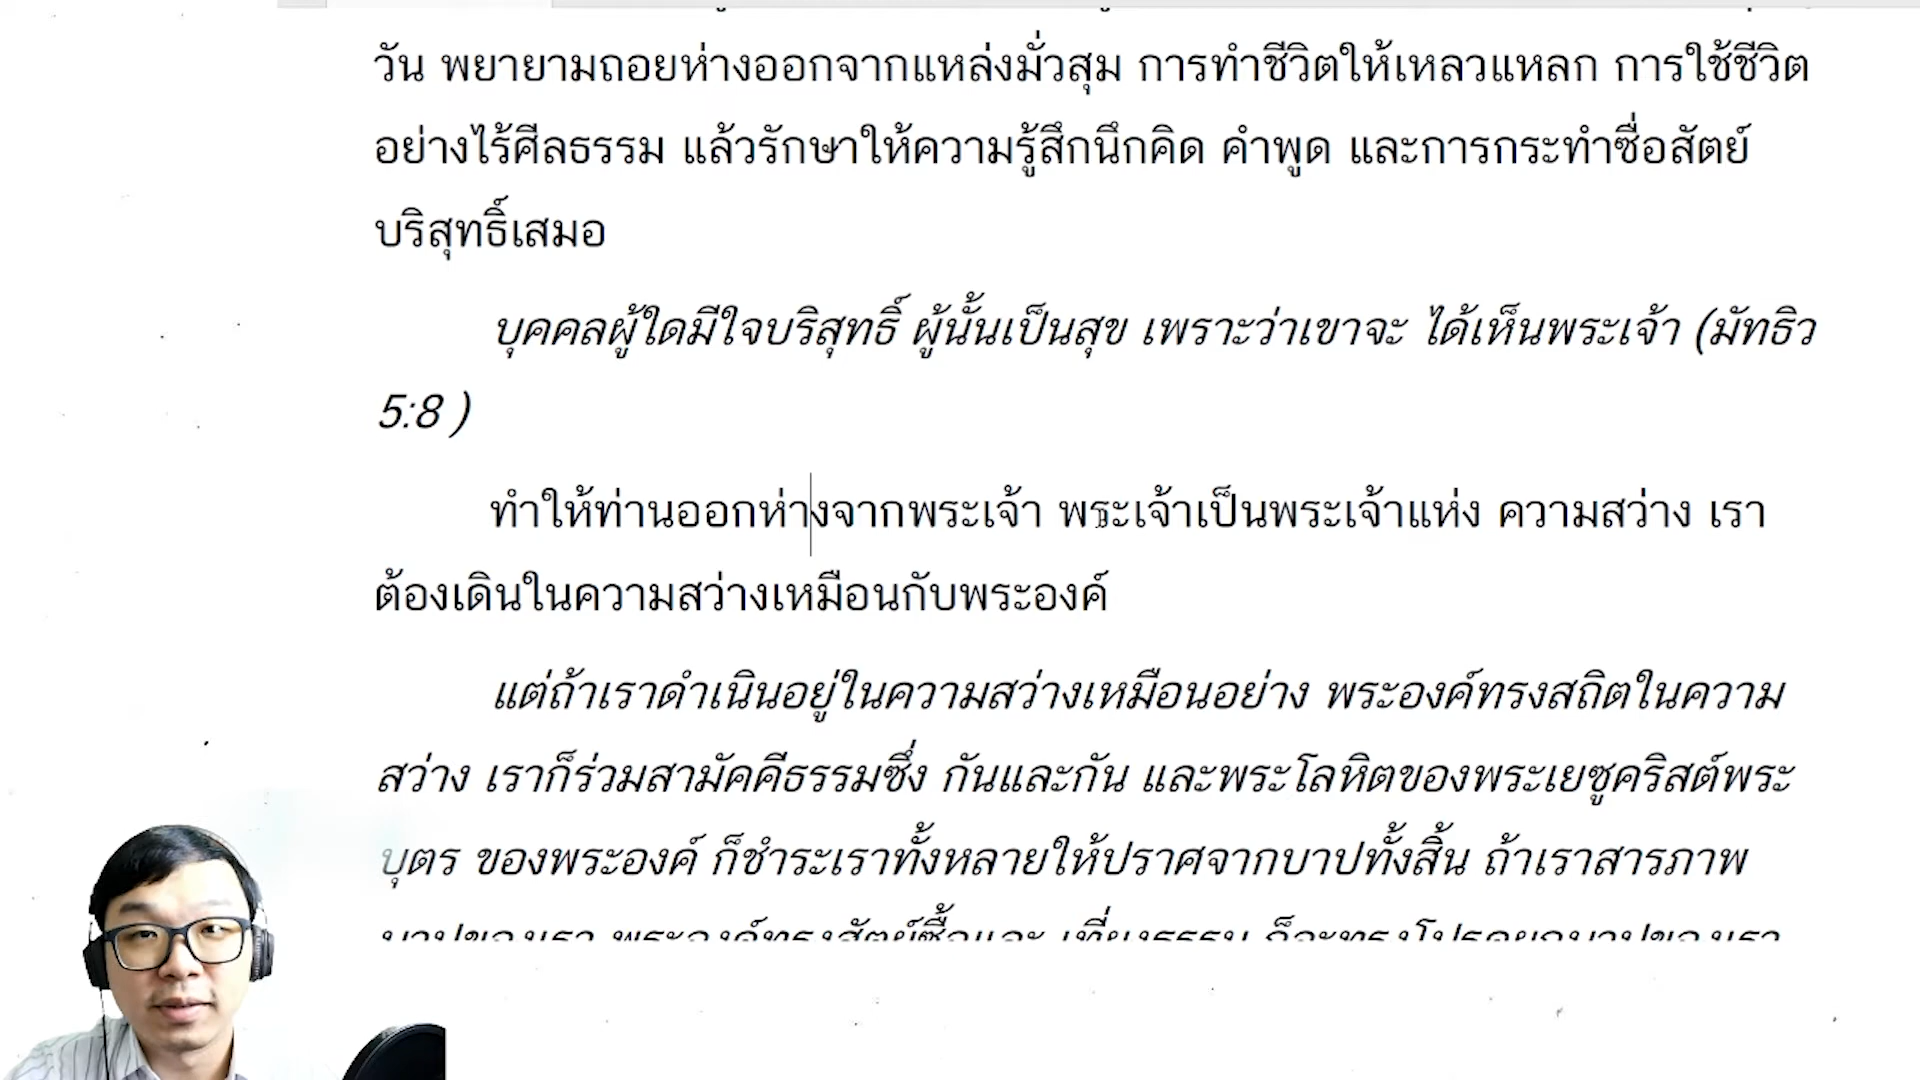 วัน พยายามถอยห่างออกจากแหล่งมั่วสุม การทำชีวิตให้เหลวแหลก การใช้ชีวิต
อย่างไร้ศีลธรรม แล้วรักษาให้ความรู้สึกนึกคิด คำพูด และการกระทำซื่อสัตย์
บริสุทธิ์เสมอ
บุคคลผู้ใดมีใจบริสุทธิ์ ผู้นั้นเป็นสุข เพราะว่าเขาจะ ได้เห็นพระเจ้า (มัทธิว
5:8 )
ทำให้ท่านออกห่างจากพระเจ้า พระเจ้าเป็นพระเจ้าแห่ง ความสว่าง เรา
ต้องเดินในความสว่างเหมือนกับพระองค์
แต่ถ้าเราดำเนินอยู่ในความสว่างเหมือนอย่าง พระองค์ทรงสถิตในความ
สว่าง เราก็ร่วมสามัคคีธรรมซึ่ง กันและกัน และพระโลหิตของพระเยซูคริสต์พระ
บุตร ของพระองค์ ก็ชำระเราทั้งหลายให้ปราศจากบาปทั้งสิ้น ถ้าเราสารภาพ